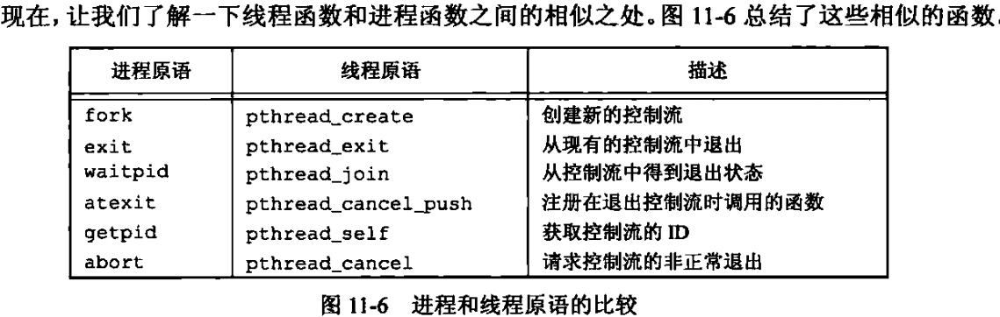 现在，让我们了解一下线程函数和进程函数之间的相似之处。图 11-6 总结了这些相似的函数.
进程原语 线程原语 描述
fork pthread_create 创建新的控制流
exit pthread_exit 从现有的控制流中退出
waitpid pthread_join 从控制流中得到退出状态
atexit pthread_cancel_push 注册在退出控制流时调用的函数
getpid pthread_self 获取控制流的 ID
abort pthread_cancel 请求控制流的非正常退出
图 11-6 进程和线程原语的比较